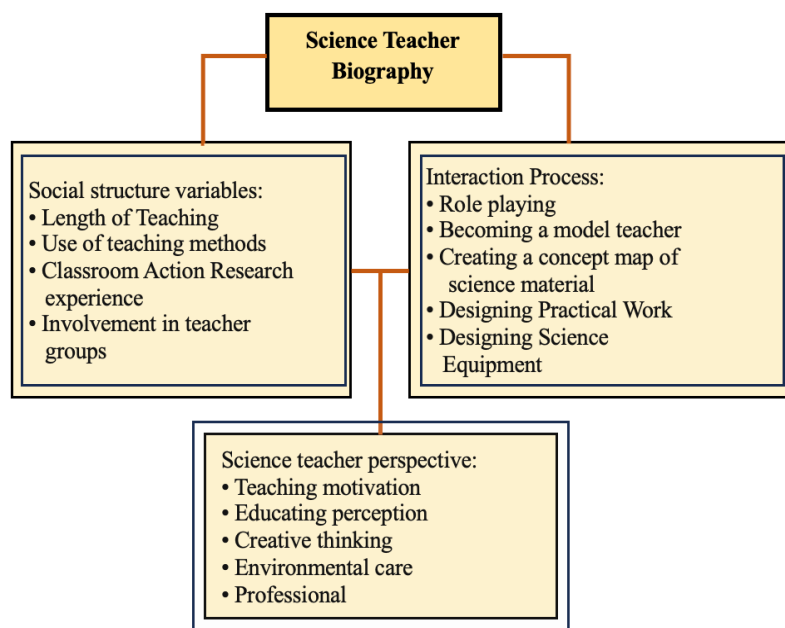 Science Teacher
Biography
Social structure variables:
• Length of Teaching
• Use of teaching methods
• Classroom Action Research
experience
• Involvement in teacher
groups
Interaction Process:
• Role playing
• Becoming a model teacher
• Creating a concept map of
science material
• Designing Practical Work
• Designing Science
Equipment
Science teacher perspective:
• Teaching motivation
• Educating perception
• Creative thinking
• Environmental care
• Professional